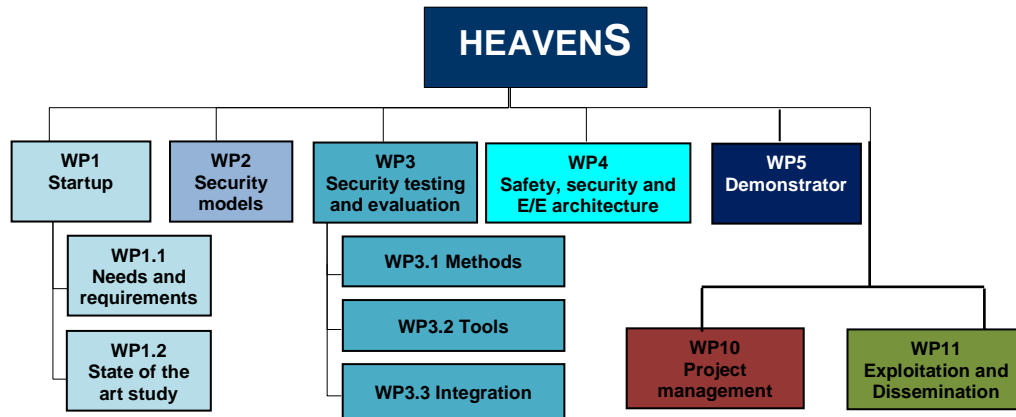 HEAVENS
WP1
Startup
WP2
Security
models
WP3
Security testing
and evaluation
WP4
Safety, security and
E/E architecture
WP5
Demonstrator
WP1.1
Needs and
requirements
WP1.2
State of the
art study
WP3.1 Methods
WP3.2 Tools
WP3.3 Integration
WP10
Project
management
WP11
Exploitation and
Dissemination